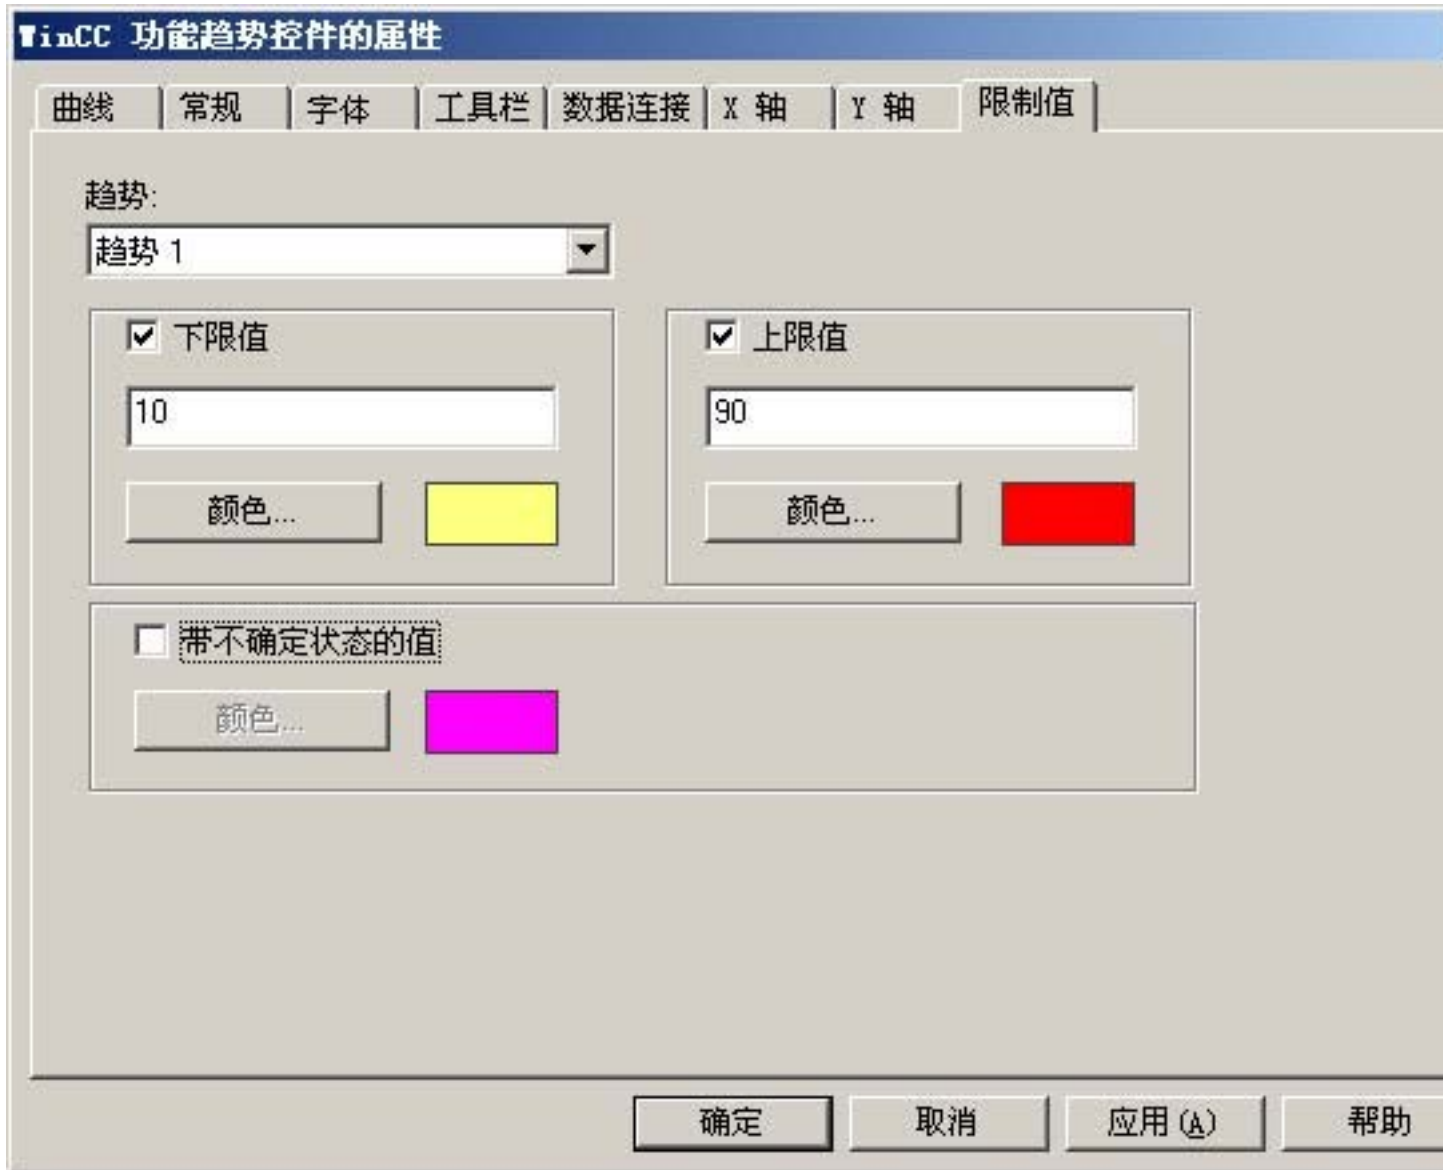 WinCC 功能趋势控件的属性
曲线 常规 字体 工具栏 数据连接 X 轴 Y 轴 限制值
趋势:
趋势 1
下限值 上限值
10 90
颜色... 颜色...
带不确定状态的值
颜色...
确定 取消 应用(A) 帮助